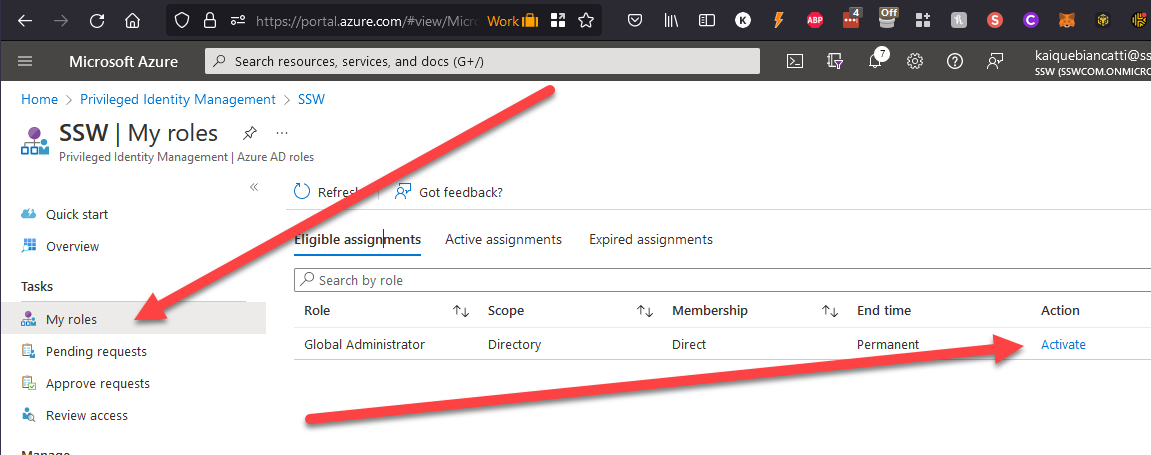 https://portal.azure.com/#view/Micr Work 4 Off
Microsoft Azure Search resources, services, and docs (G+/) 7 kaiquebiancatti@ss
SSW (SSWCOM.ONMICRO
Home > Privileged Identity Management > SSW
SSW | My roles ...
Privileged Identity Management | Azure AD roles
«
Refresh Got feedback?
Quick start
Overview
Tasks
My roles
Pending requests
Approve requests
Review access
Manage
Eligible assignments Active assignments Expired assignments
Search by role
Role Scope Membership End time Action
Global Administrator Directory Direct Permanent Activate